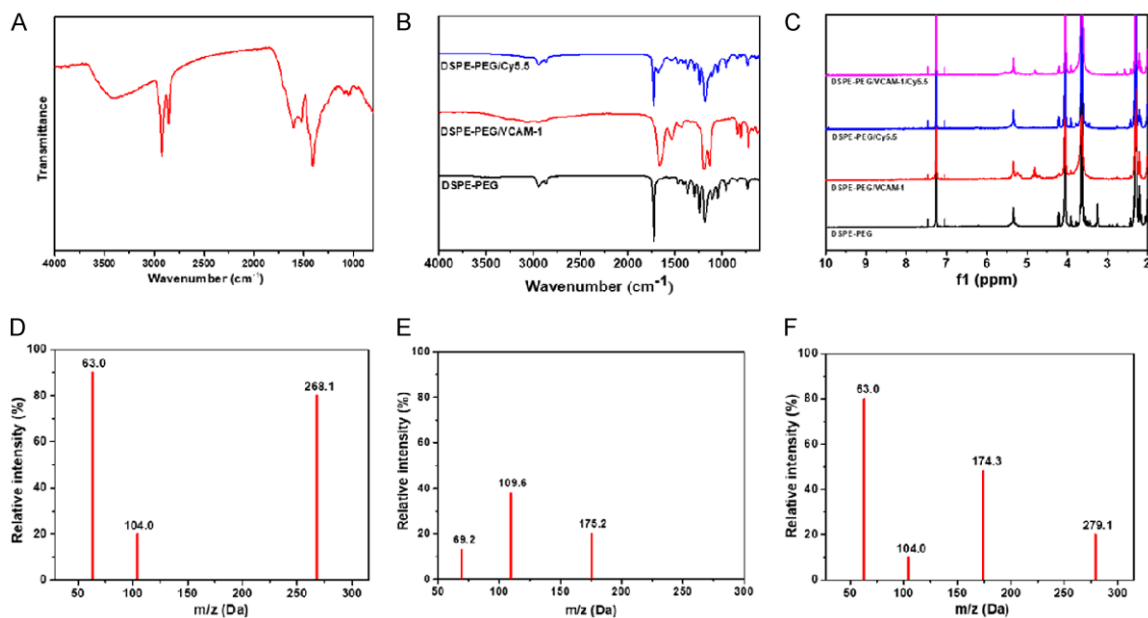 A
Transmittance
4000 3500 3000 2500 2000 1500 1000
Wavenumber (cm⁻¹)
B
DSPE-PEG/Cy5.5
DSPE-PEG/VCAM-1
DSPE-PEG
4000 3500 3000 2500 2000 1500 1000
Wavenumber (cm⁻¹)
C
DSPE-PEG/VCAM-1/Cy5.5
DSPE-PEG/Cy5.5
DSPE-PEG/VCAM-1
DSPE-PEG
10 9 8 7 6 5 4 3 2
f1 (ppm)
D
Relative intensity (%)
100
80
60
40
20
0
63.0
104.0
268.1
50 100 150 200 250 300
m/z (Da)
E
Relative intensity (%)
100
80
60
40
20
0
69.2
109.6
175.2
50 100 150 200 250 300
m/z (Da)
F
Relative intensity (%)
100
80
60
40
20
0
63.0
104.0
174.3
279.1
50 100 150 200 250 300
m/z (Da)